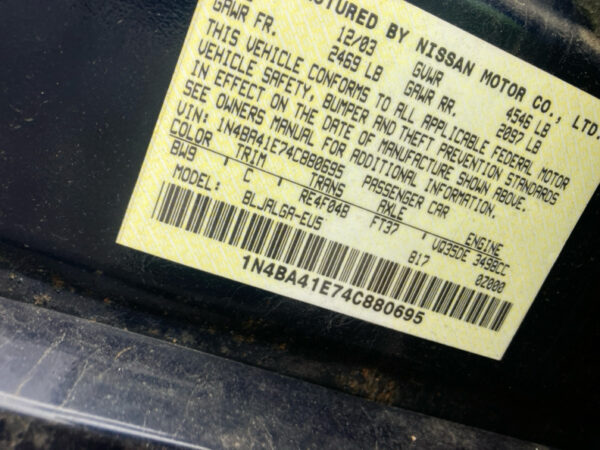 CTURED BY NISSAN MOTOR CO., LTD.
12/03 GVWR 4546 LB
GAWR FR. 2469 LB GAWR RR. 2097 LB
THIS VEHICLE CONFORMS TO ALL APPLICABLE FEDERAL MOTOR
VEHICLE SAFETY, BUMPER AND THEFT PREVENTION STANDARDS
IN EFFECT ON THE DATE OF MANUFACTURE SHOWN ABOVE.
SEE OWNERS MANUAL FOR ADDITIONAL INFORMATION.
VIN: 1N4BA41E74C880695 PASSENGER CAR
COLOR TRIM TRANS AXLE ENGINE
BW9 C RE4F04B FT37 VQ35DE 3498CC
MODEL: BLJALGA-EU5 817 0Z000
1N4BA41E74C880695